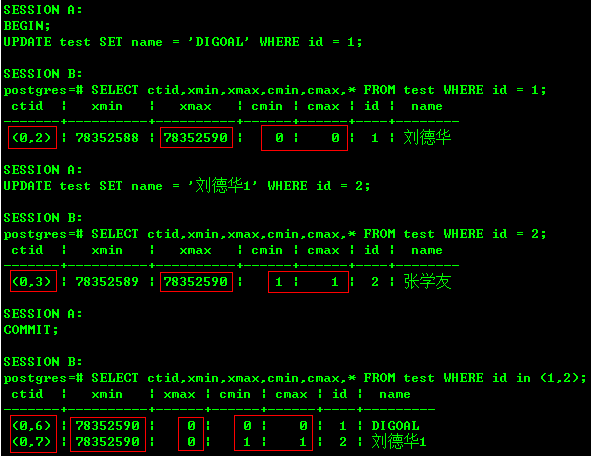 SESSION A:
BEGIN;
UPDATE test SET name = 'DIGOAL' WHERE id = 1;
SESSION B:
postgres=# SELECT ctid,xmin,xmax,cmin,cmax,* FROM test WHERE id = 1;
ctid | xmin | xmax | cmin | cmax | id | name
-------+----------+----------+------+------+----+--------
(0,2) | 78352588 | 78352590 | 0 | 0 | 1 | 刘德华
SESSION A:
UPDATE test SET name = '刘德华1' WHERE id = 2;
SESSION B:
postgres=# SELECT ctid,xmin,xmax,cmin,cmax,* FROM test WHERE id = 2;
ctid | xmin | xmax | cmin | cmax | id | name
-------+----------+----------+------+------+----+--------
(0,3) | 78352589 | 78352590 | 1 | 1 | 2 | 张学友
SESSION A:
COMMIT;
SESSION B:
postgres=# SELECT ctid,xmin,xmax,cmin,cmax,* FROM test WHERE id in (1,2);
ctid | xmin | xmax | cmin | cmax | id | name
-------+----------+------+------+------+----+---------
(0,6) | 78352590 | 0 | 0 | 0 | 1 | DIGOAL
(0,7) | 78352590 | 0 | 1 | 1 | 2 | 刘德华1